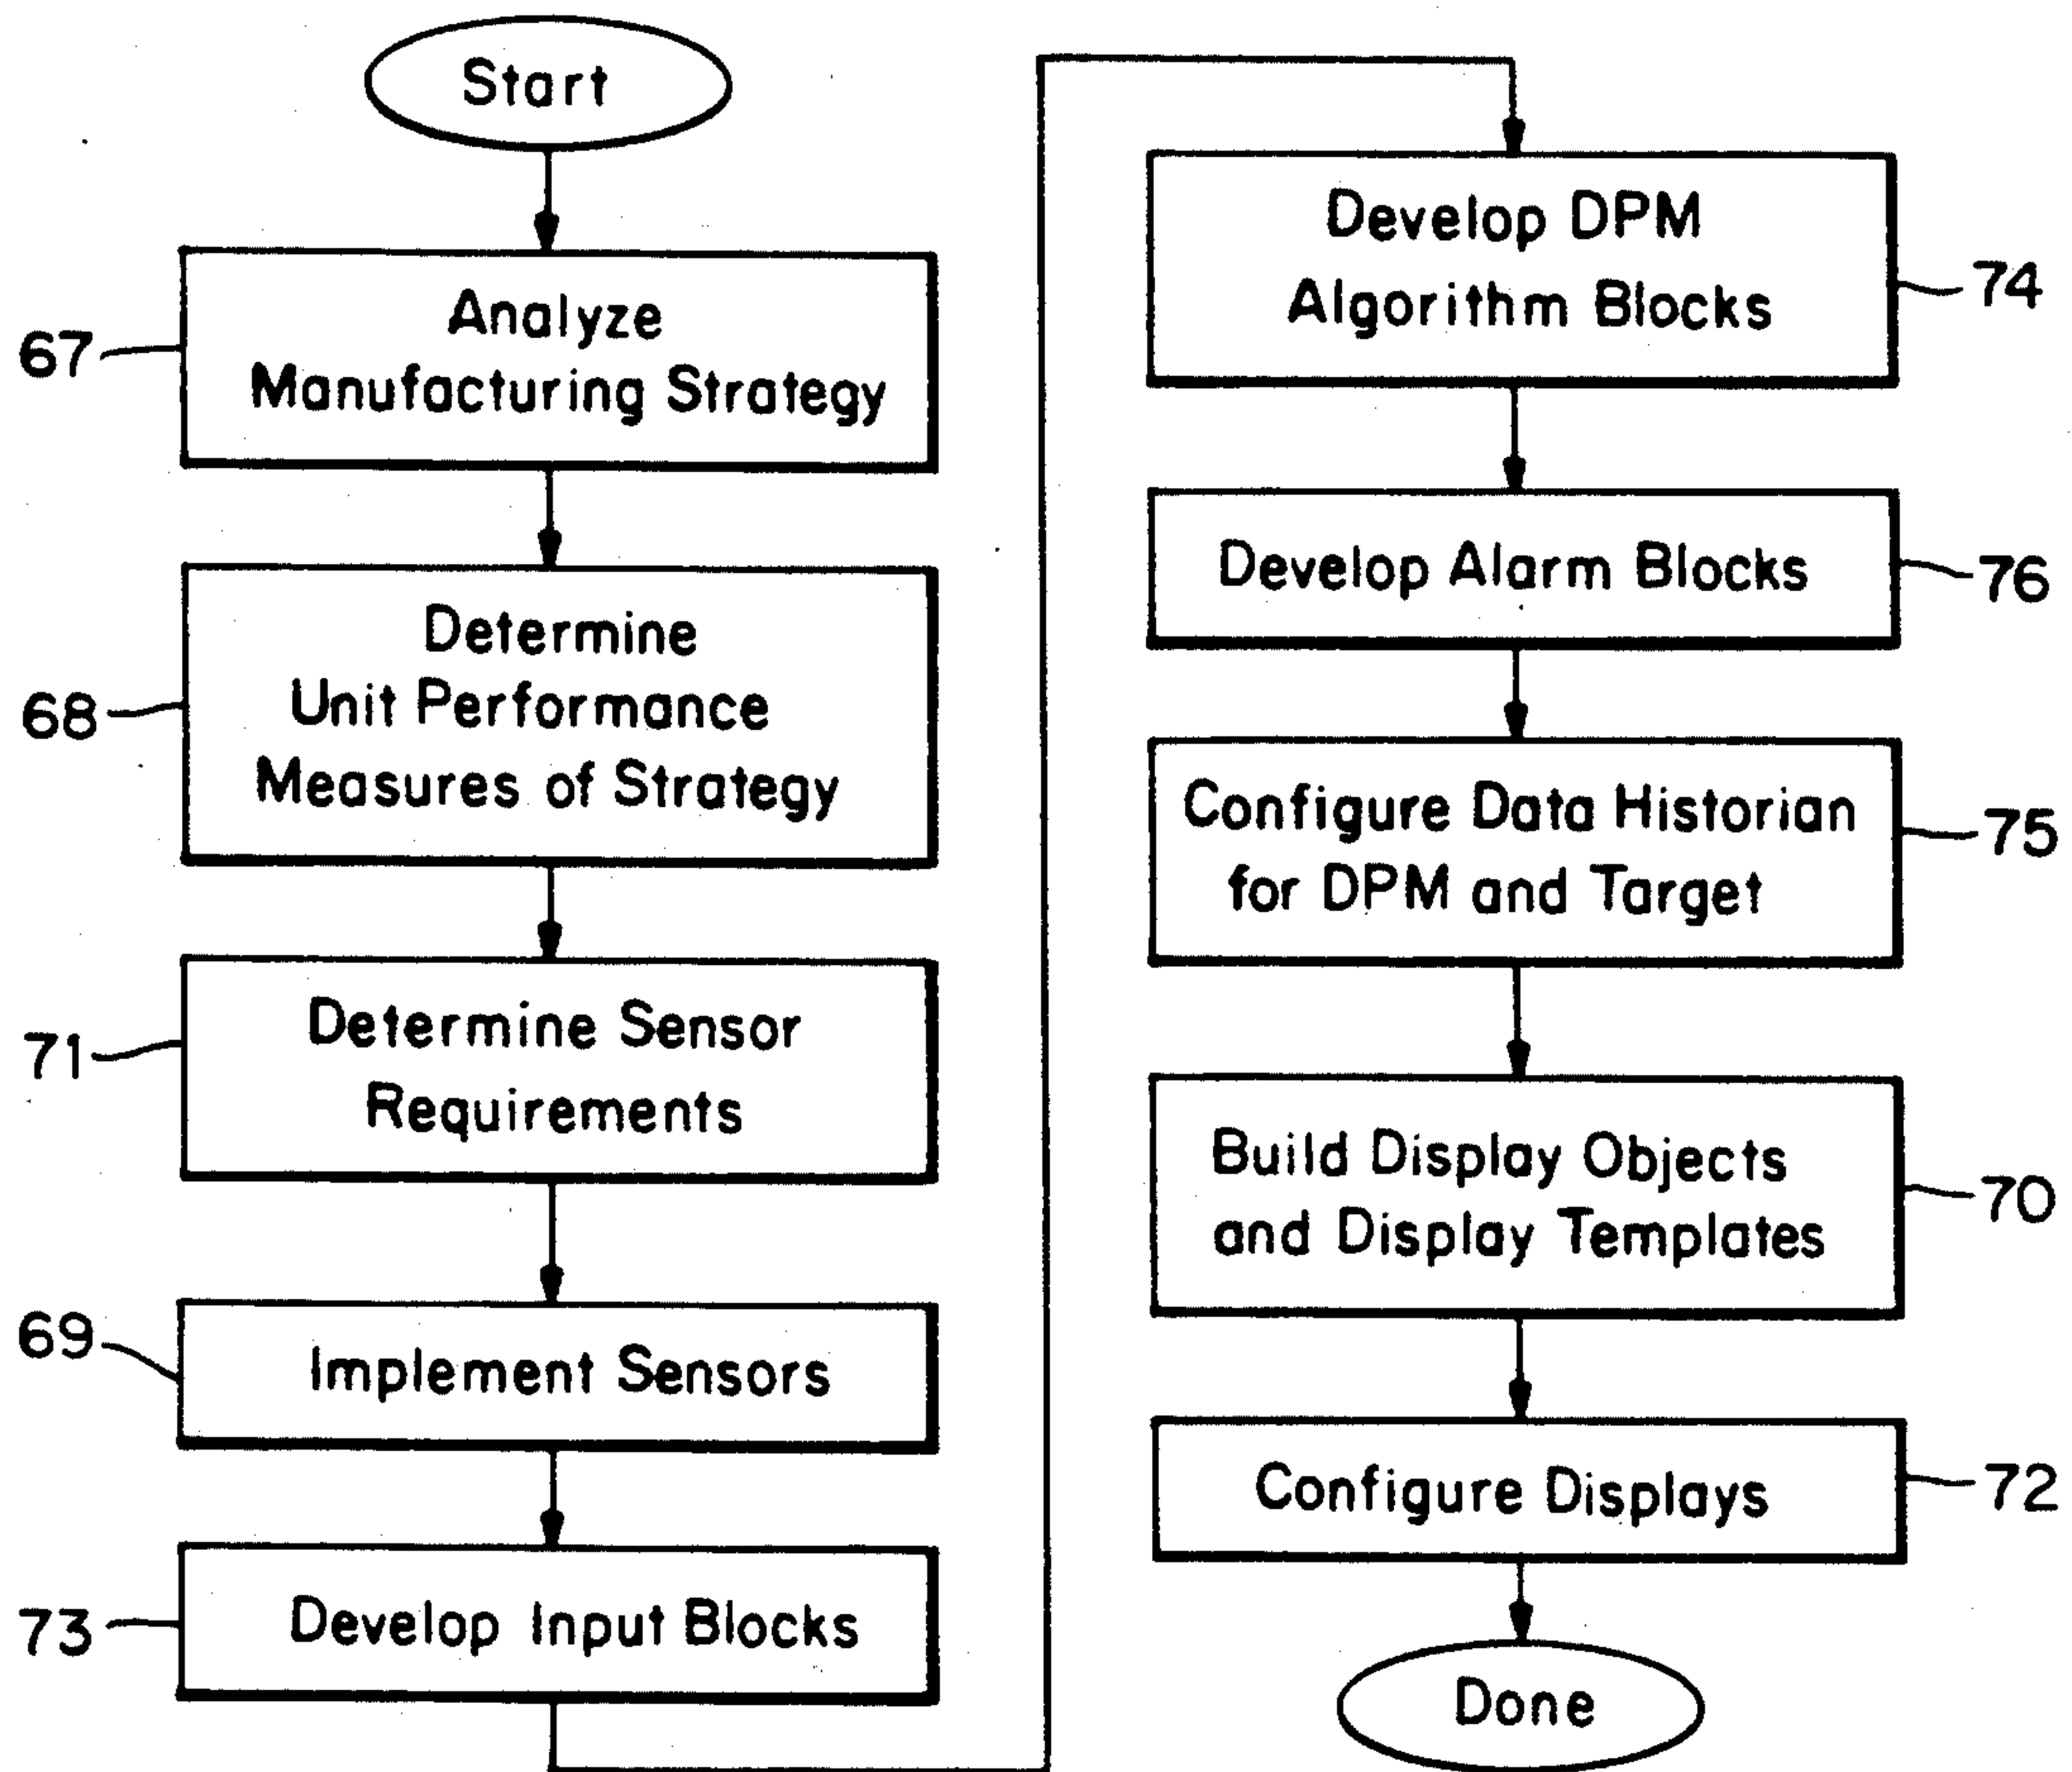 Start
67
Analyze
Manufacturing Strategy
68
Determine
Unit Performance
Measures of Strategy
71
Determine Sensor
Requirements
69
Implement Sensors
73
Develop Input Blocks
Develop DPM
Algorithm Blocks
74
Develop Alarm Blocks
76
Configure Data Historian
for DPM and Target
75
Build Display Objects
and Display Templates
70
Configure Displays
72
Done